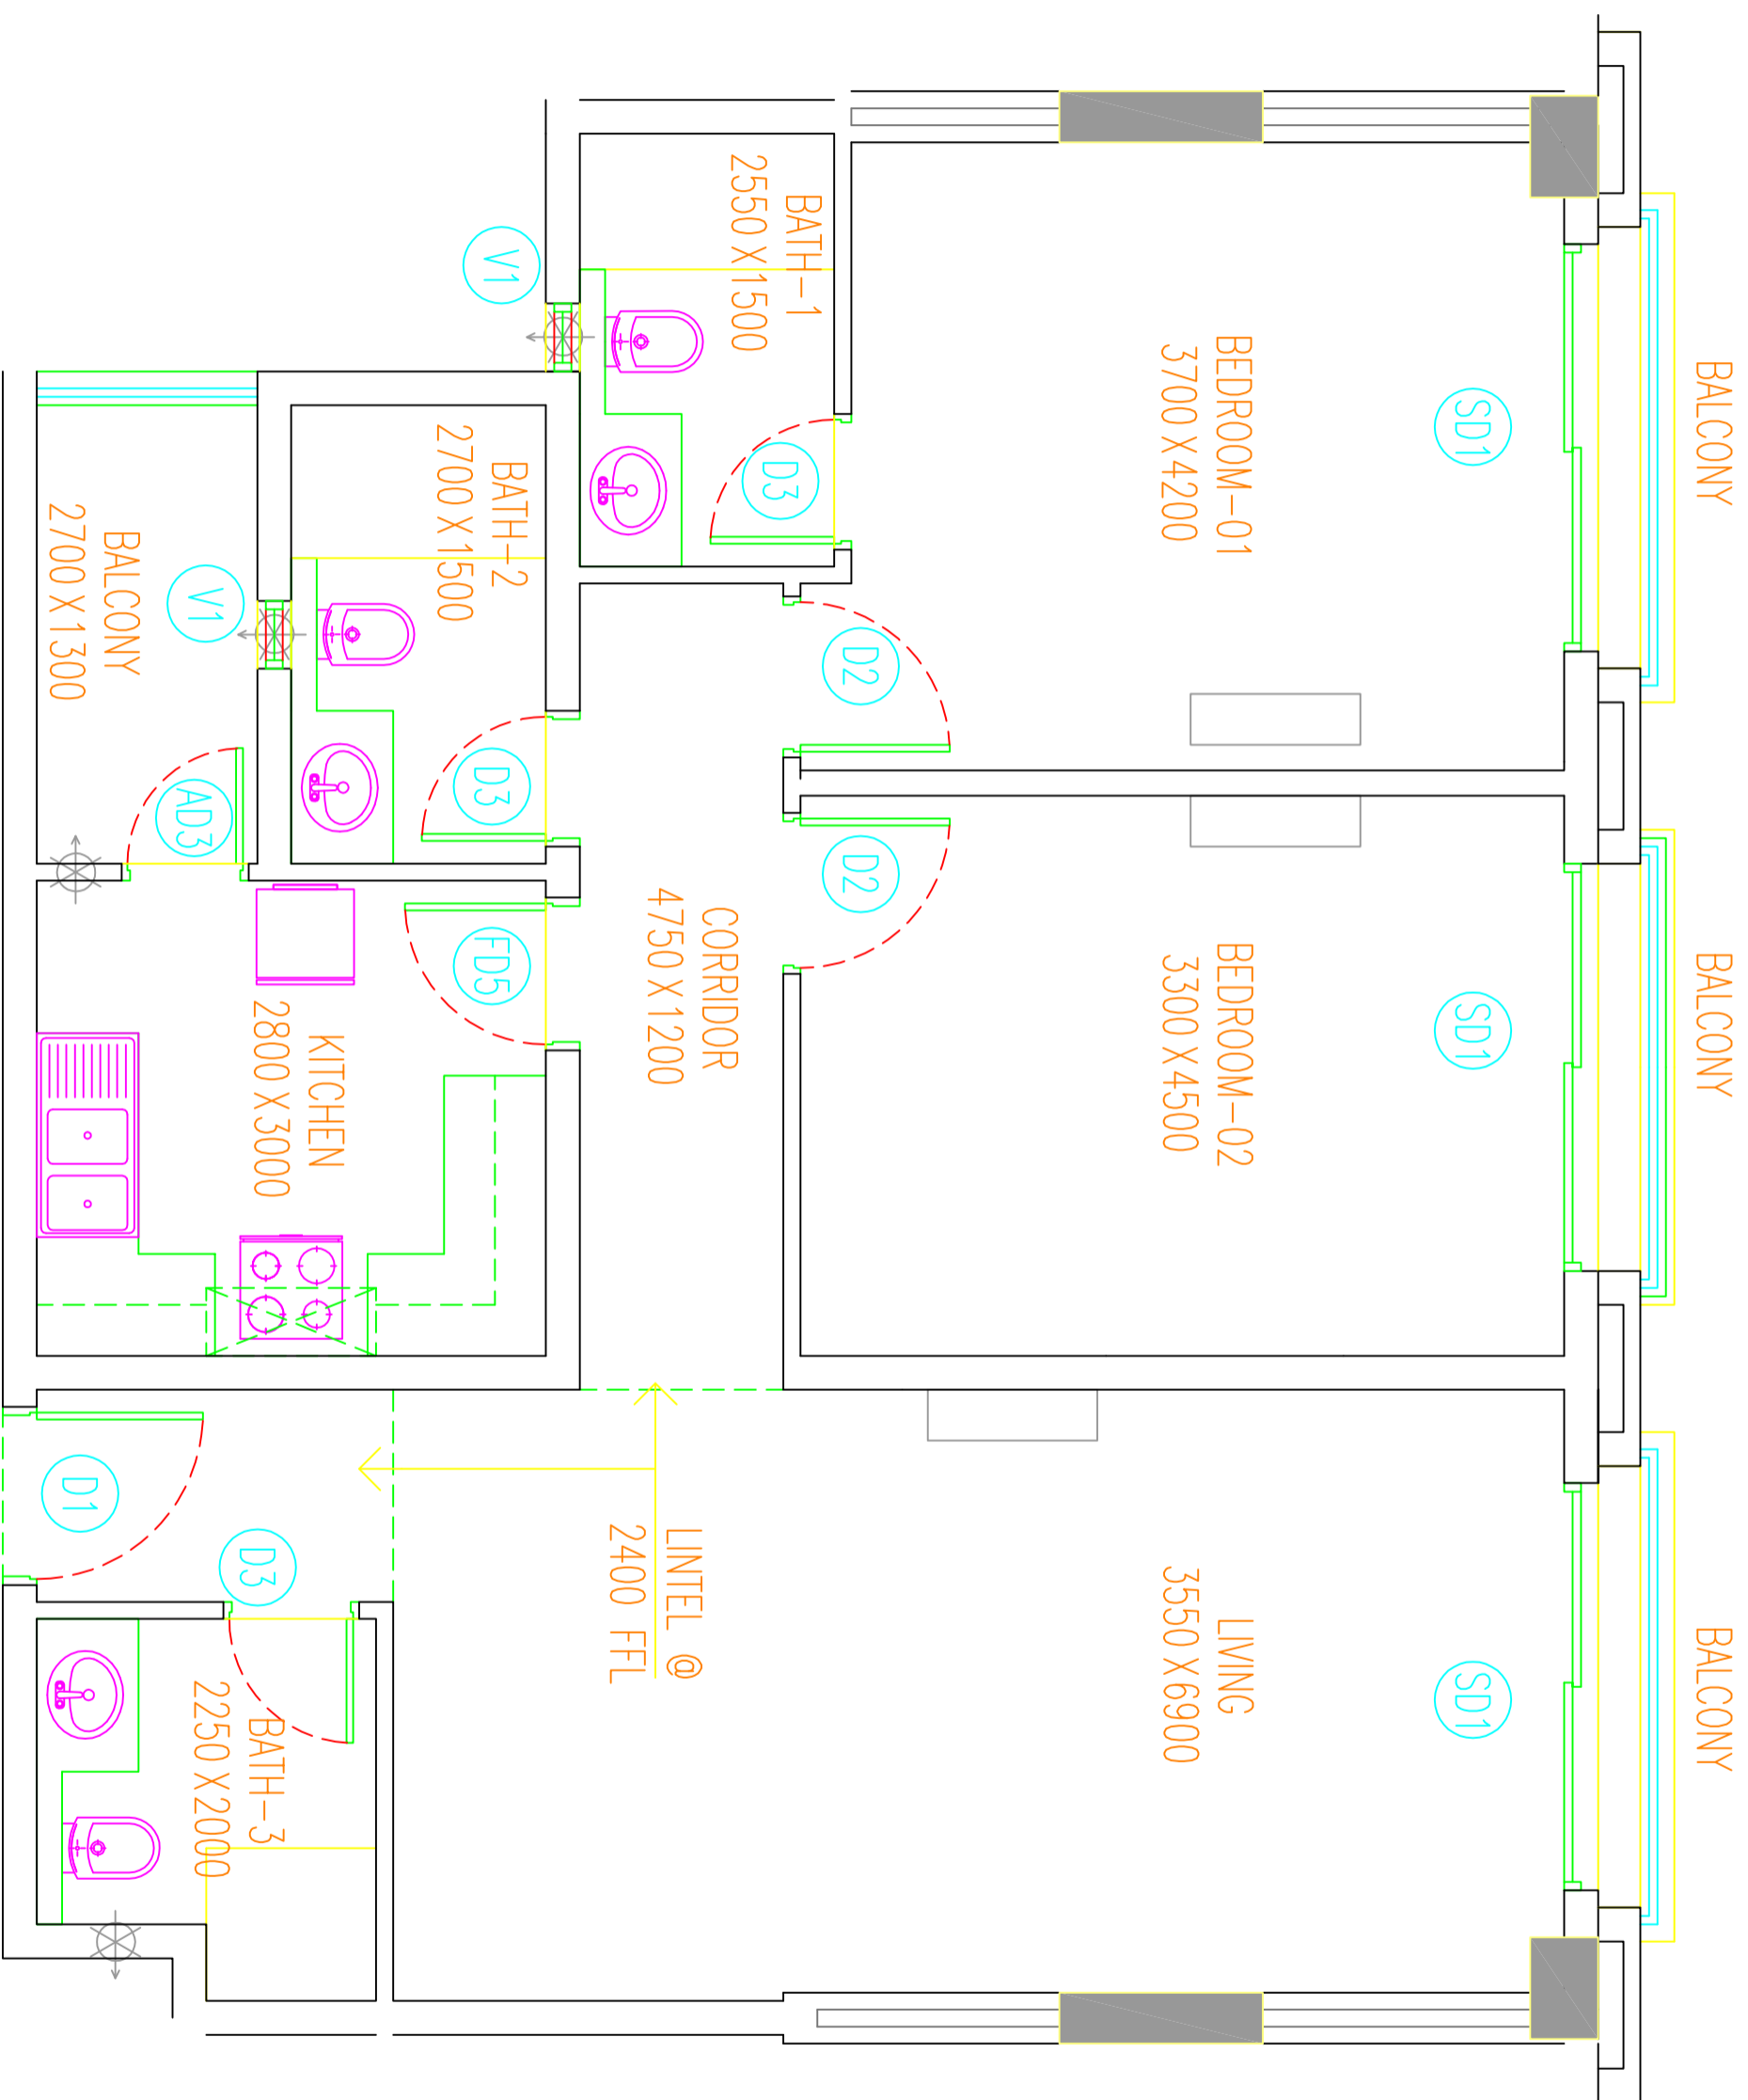 BALCONY
BALCONY
BALCONY
SD1
SD1
SD1
BEDROOM-01
3700 X 4200
BEDROOM-02
3300 X 4500
LIVING
3550 X 6900
D2
D2
BATH-1
2550 X 1500
D3
CORRIDOR
4750 X 1200
LINTEL @
2400 FFL
V1
BATH-2
2700 X 1500
D3
FD5
KITCHEN
2800 X 3000
D3
BATH-3
2250 X 2000
V1
AD3
BALCONY
2700 X 1300
D1